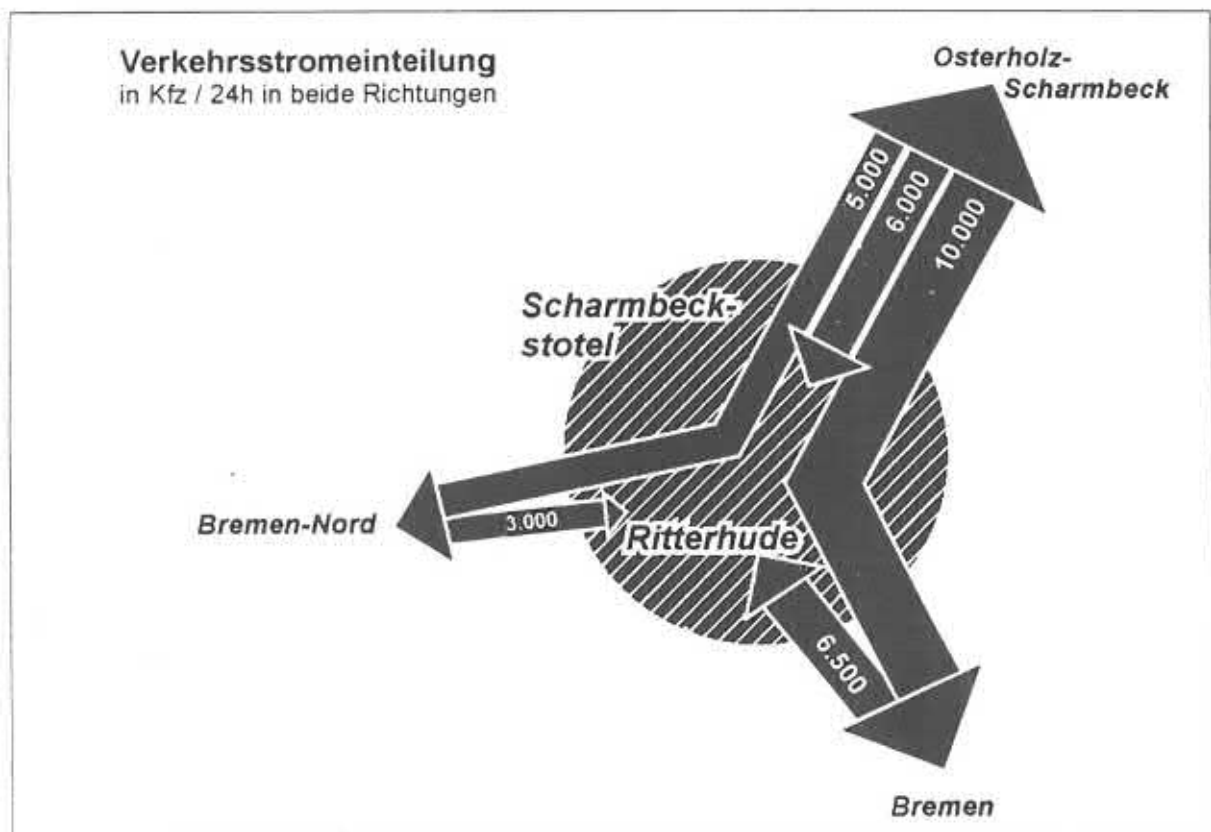 Verkehrsstromeinteilung
in Kfz / 24h in beide Richtungen
Osterholz-
Scharmbeck
5.000
6.000
10.000
Scharmbeck-
stotel
Bremen-Nord
3.000
Ritterhude
6.500
Bremen